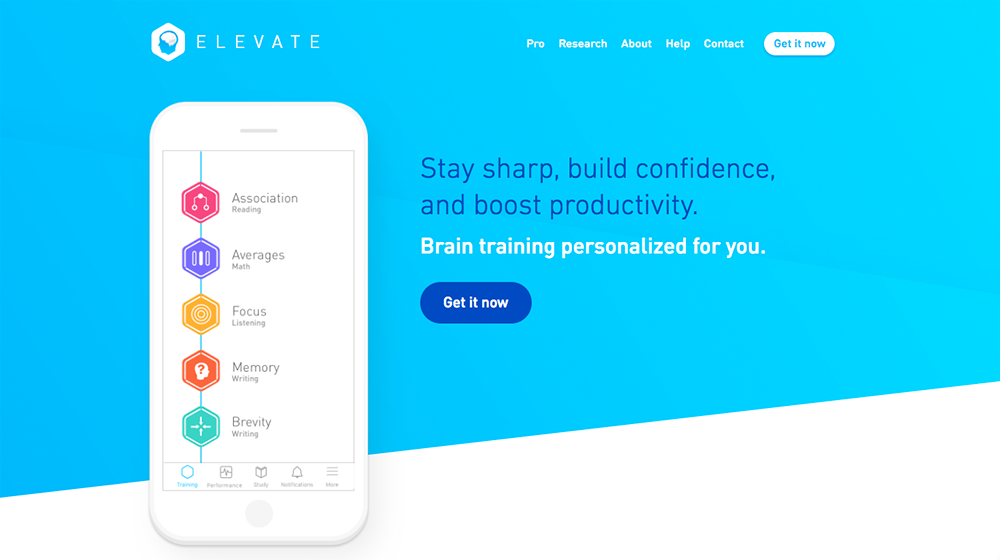 ELEVATE
Pro Research About Help Contact Get it now
Stay sharp, build confidence,
and boost productivity.
Brain training personalized for you.
Get it now
Association
Reading
Averages
Math
Focus
Listening
Memory
Writing
Brevity
Writing
Training Performance Study Notifications More